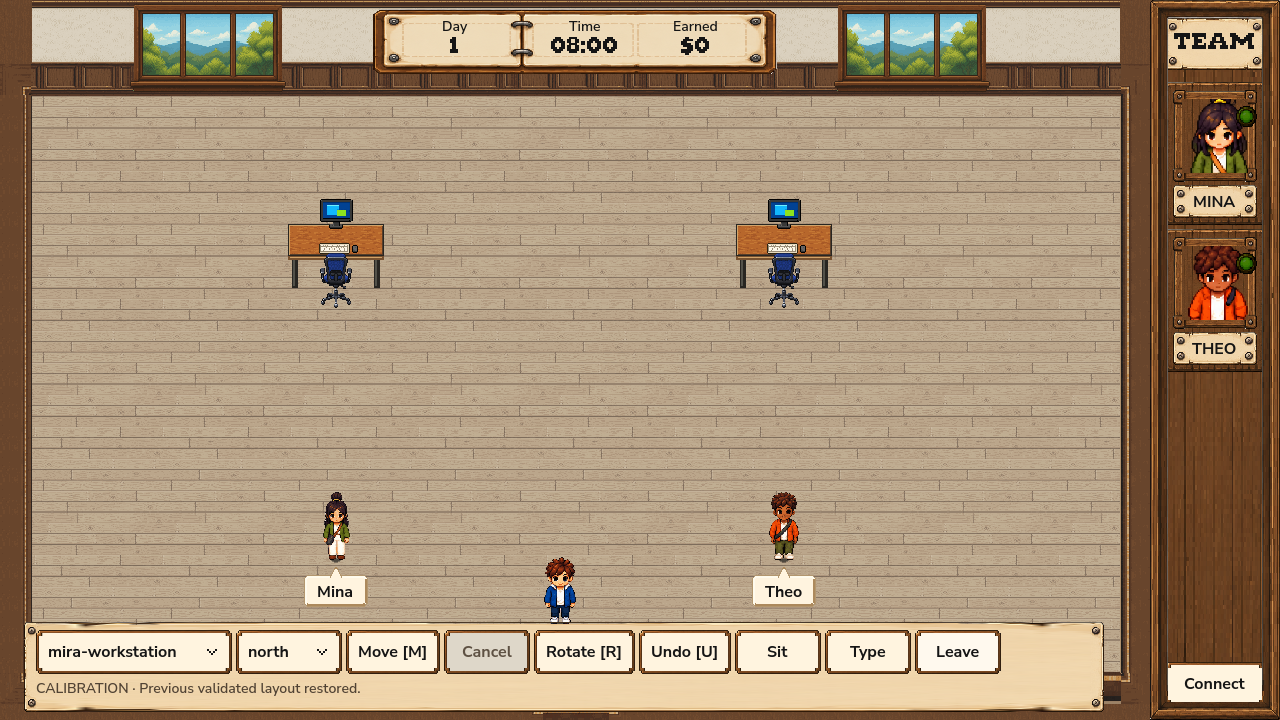 Day
1
Time
08:00
Earned
$0
TEAM
MINA
THEO
Mina
Theo
mira-workstation
north
Move [M]
Cancel
Rotate [R]
Undo [U]
Sit
Type
Leave
CALIBRATION · Previous validated layout restored.
Connect